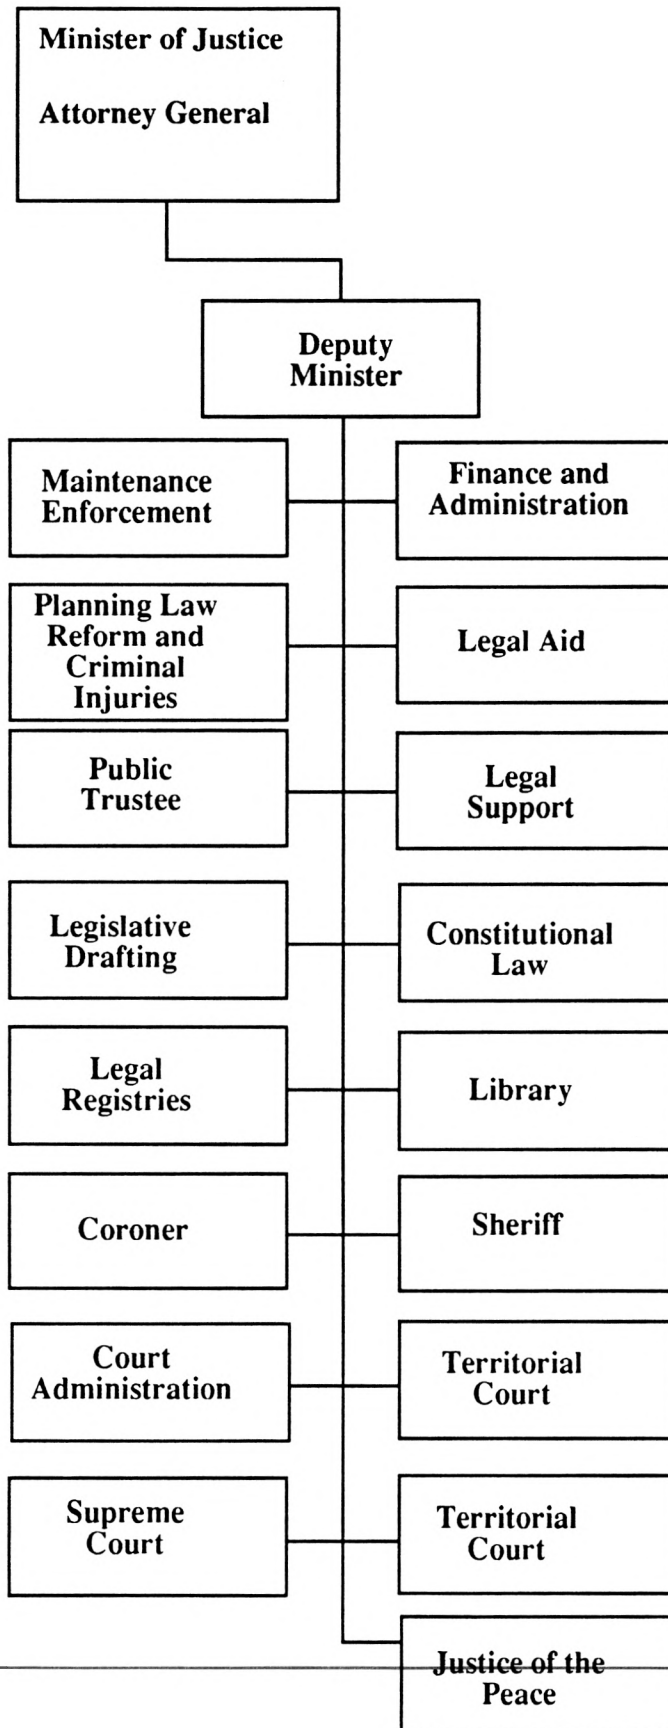 Minister of Justice
Attorney General
Deputy
Minister
Maintenance
Enforcement
Finance and
Administration
Planning Law
Reform and
Criminal
Injuries
Legal Aid
Public
Trustee
Legal
Support
Legislative
Drafting
Constitutional
Law
Legal
Registries
Library
Coroner
Sheriff
Court
Administration
Territorial
Court
Supreme
Court
Territorial
Court
Justice of the
Peace